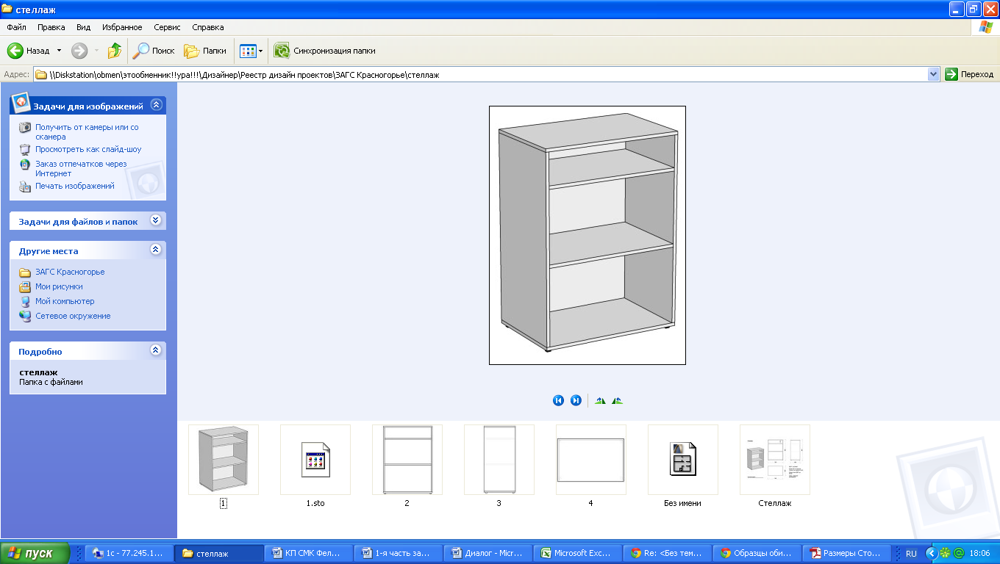 стеллаж
Файл Правка Вид Избранное Сервис Справка
Назад Поиск Папки Синхронизация папки
Адрес: \\Diskstation\obmen\этообменник!!ура!!!\Дизайнер\Реестр дизайн проектов\ЗАГС Красногорье\стеллаж Переход
Задачи для изображений
Получить от камеры или со
сканера
Просмотреть как слайд-шоу
Заказ отпечатков через
Интернет
Печать изображений
Задачи для файлов и папок
Другие места
ЗАГС Красногорье
Мои рисунки
Мой компьютер
Сетевое окружение
Подробно
стеллаж
Папка с файлами
1 1.sto 2 3 4 Без имени Стеллаж
пуск 1c - 77.245.1... стеллаж КП СМК Фел... 1-я часть за... Диалог - Micr... Microsoft Exc... Re: <Без тем... Образцы оби... Размеры Сто... RU 18:06